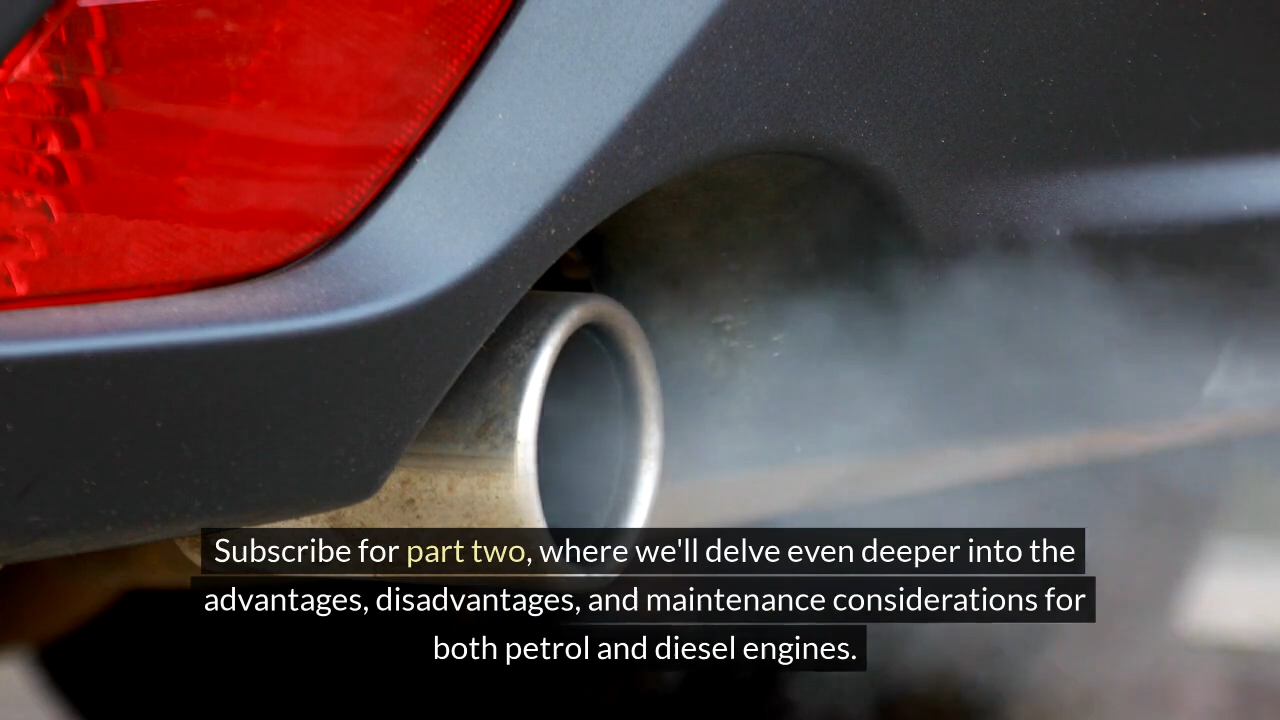 Subscribe for part two, where we'll delve even deeper into the
advantages, disadvantages, and maintenance considerations for
both petrol and diesel engines.